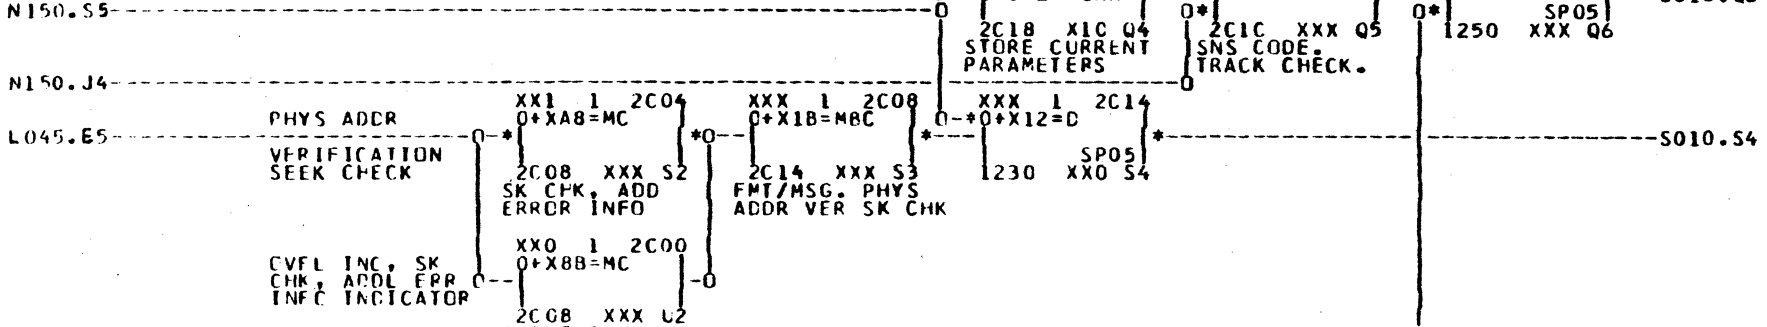 N150.S5
SP05
2C18 X1C Q4
2C1C XXX Q5
1250 XXX Q6
STORE CURRENT
PARAMETERS
SNS CODE.
TRACK CHECK.
N150.J4
XX1 1 2C04
XXX 1 2C08
XXX 1 2C14
PHYS ADDR
0+XA8=MC
0+X1B=MBC
0+X12=D
L045.E5
S010.S4
VERIFICATION
SEEK CHECK
SP05
2C08 XXX S2
2C14 XXX S3
1230 XX0 S4
SK CHK, ADD
ERROR INFO
FMT/MSG. PHYS
ADDR VER SK CHK
XX0 1 2C00
0+X8B=MC
CVFL INC, SK
CHK, ADDL ERR
INFC INDICATOR
2C08 XXX U2